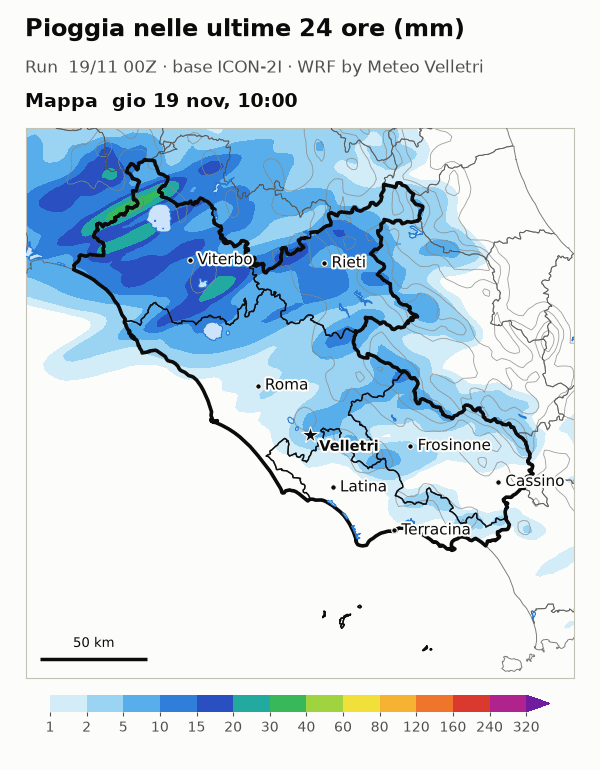 Pioggia nelle ultime 24 ore (mm)
Run  19/11 00Z · base ICON-2I · WRF by Meteo Velletri
Mappa  gio 19 nov, 10:00
Viterbo
Rieti
Roma
Velletri
Frosinone
Cassino
Latina
Terracina
50 km
1 2 5 10 15 20 30 40 60 80 120 160 240 320